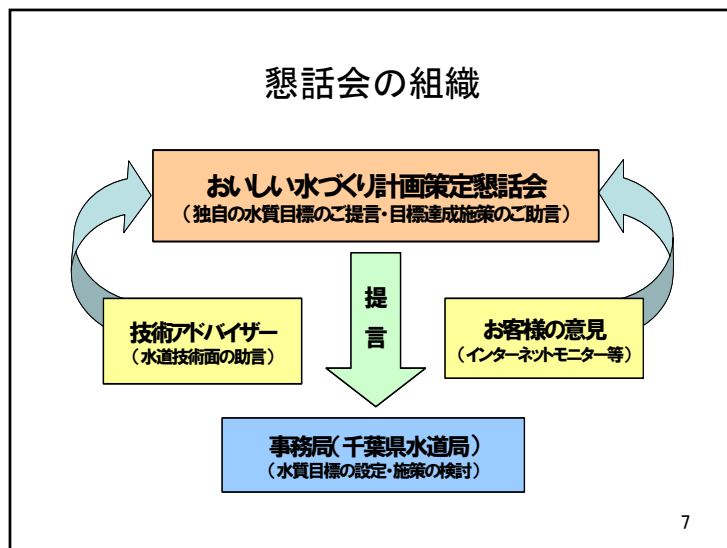 懇話会の組織
おいしい水づくり計画策定懇話会
（独自の水質目標のご提言・目標達成施策のご助言）
提言
技術アドバイザー
（水道技術面の助言）
お客様の意見
（インターネットモニター等）
事務局（千葉県水道局）
（水質目標の設定・施策の検討）
7